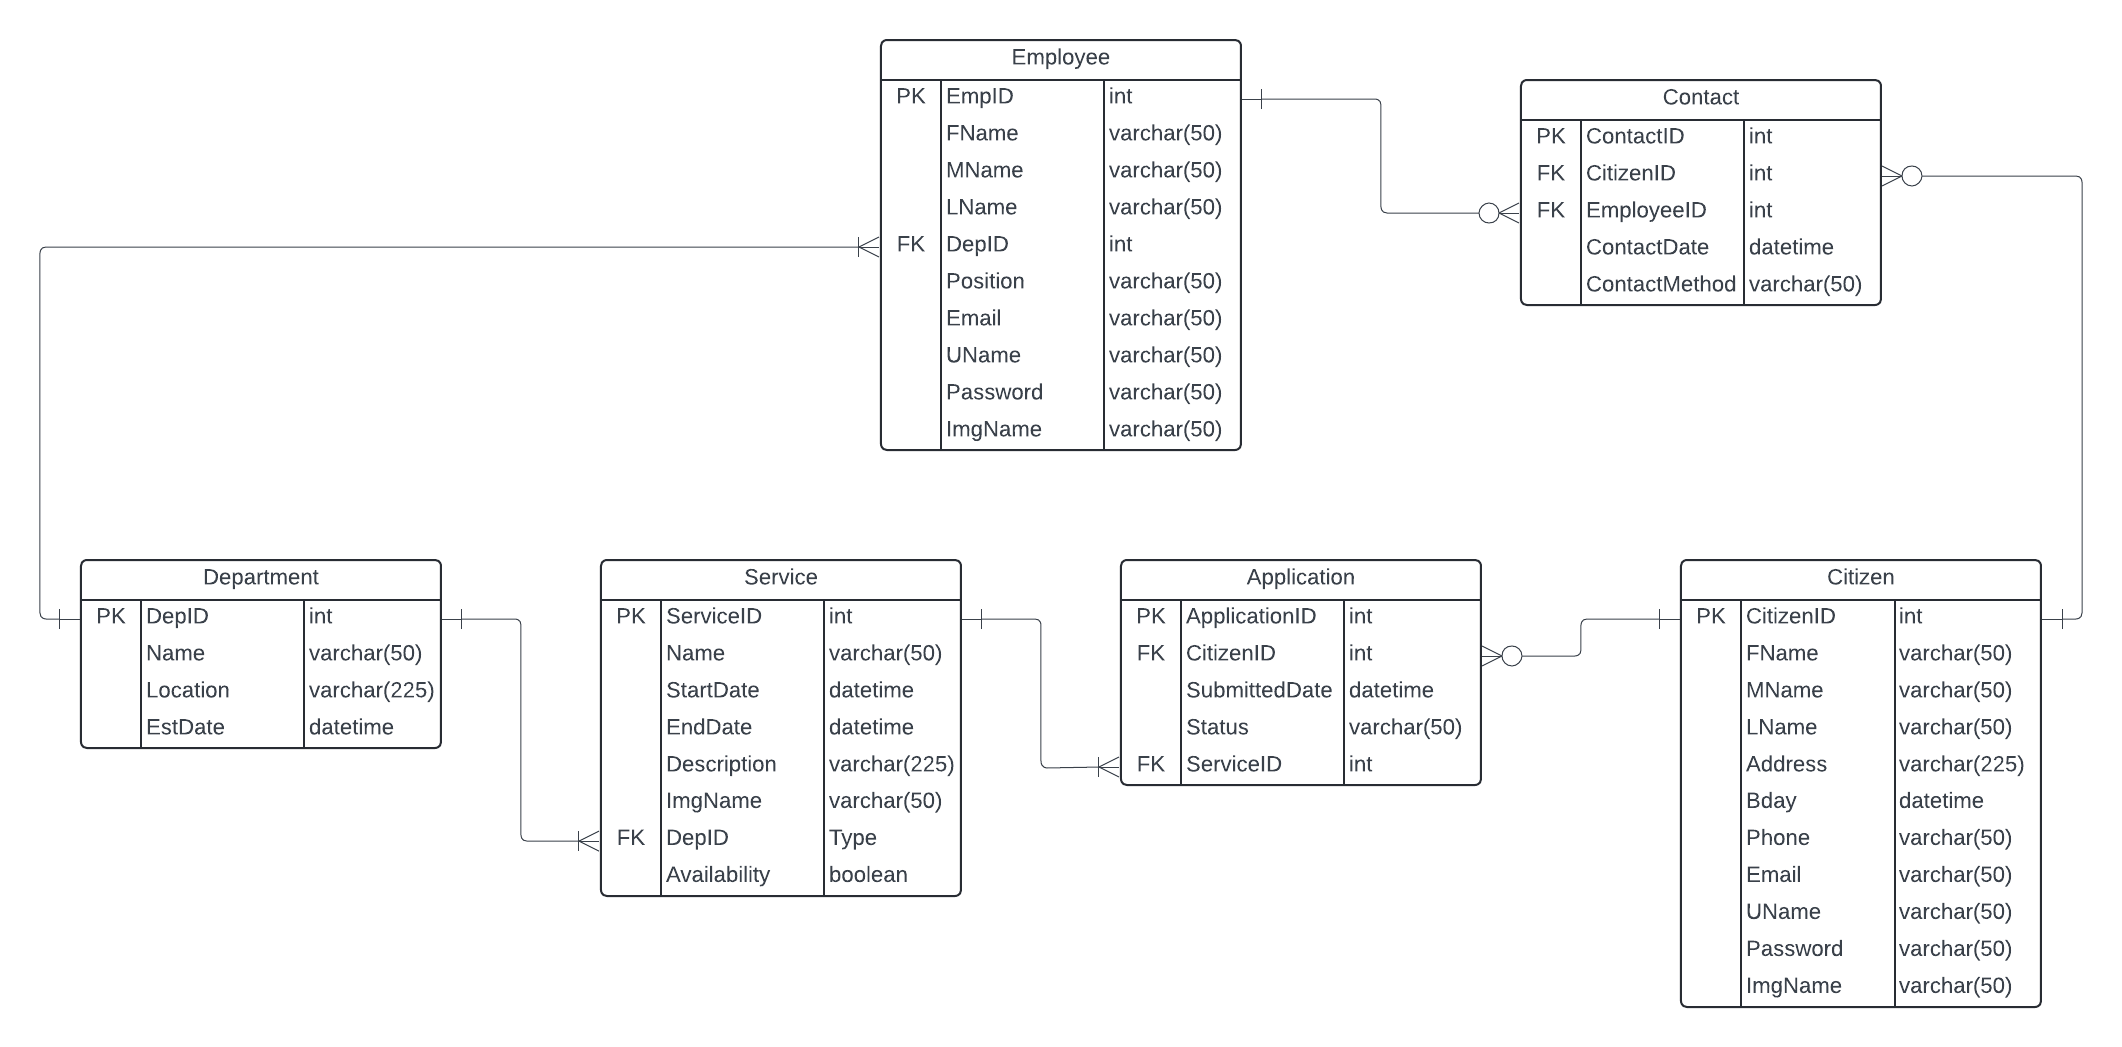 Employee
PK EmpID int
FName varchar(50)
MName varchar(50)
LName varchar(50)
FK DepID int
Position varchar(50)
Email varchar(50)
UName varchar(50)
Password varchar(50)
ImgName varchar(50)
Contact
PK ContactID int
FK CitizenID int
FK EmployeeID int
ContactDate datetime
ContactMethod varchar(50)
Department
PK DepID int
Name varchar(50)
Location varchar(225)
EstDate datetime
Service
PK ServiceID int
Name varchar(50)
StartDate datetime
EndDate datetime
Description varchar(225)
ImgName varchar(50)
FK DepID Type
Availability boolean
Application
PK ApplicationID int
FK CitizenID int
SubmittedDate datetime
Status varchar(50)
FK ServiceID int
Citizen
PK CitizenID int
FName varchar(50)
MName varchar(50)
LName varchar(50)
Address varchar(225)
Bday datetime
Phone varchar(50)
Email varchar(50)
UName varchar(50)
Password varchar(50)
ImgName varchar(50)